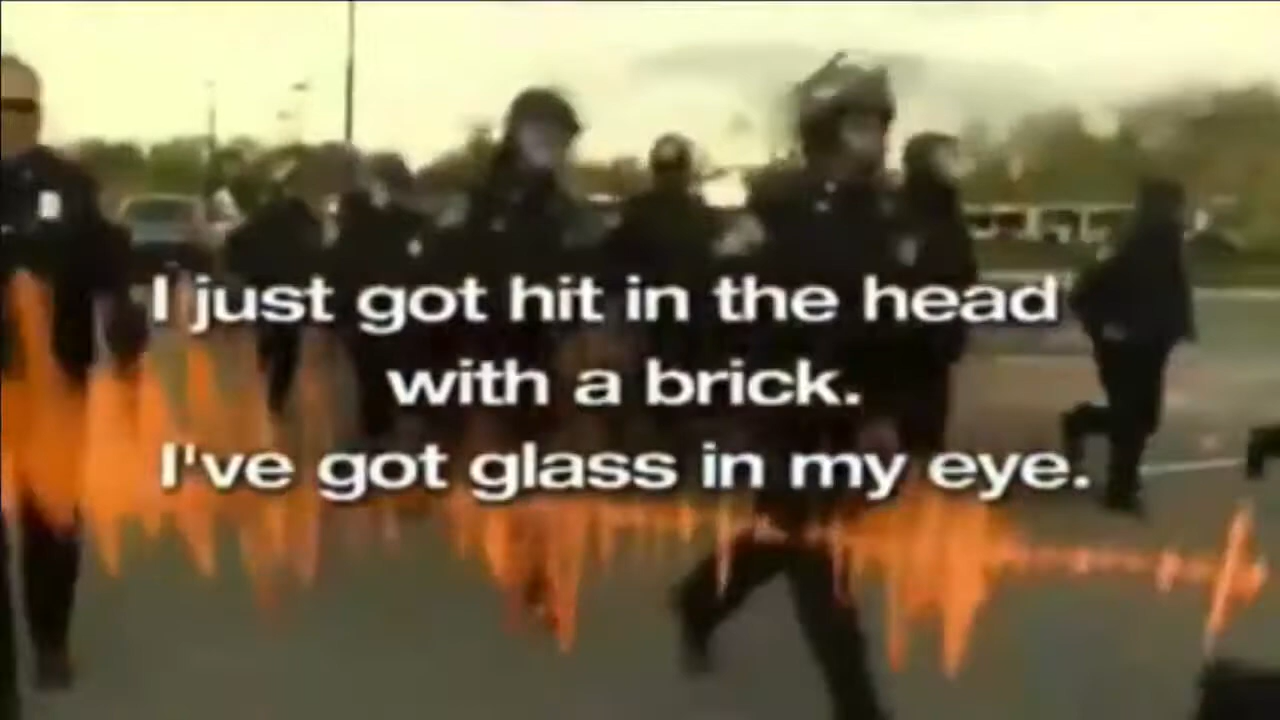 I just got hit in the head
with a brick.
I've got glass in my eye.